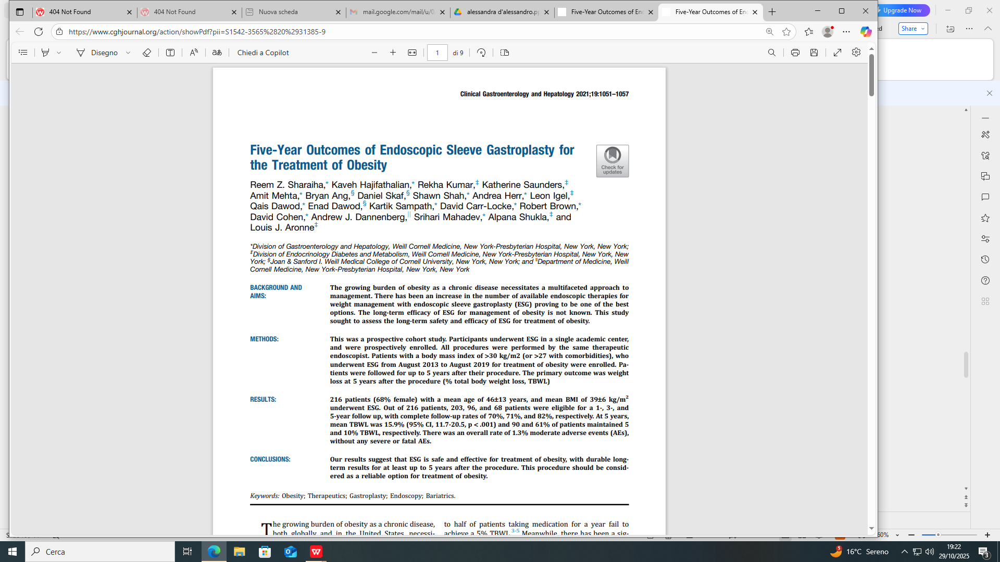 404 Not Found
404 Not Found
Nuova scheda
mail.google.com/mail/u/0
alessandra d'alessandro.p
Five-Year Outcomes of En
Five-Year Outcomes of En
Upgrade Now
https://www.cghjournal.org/action/showPdf?pii=S1542-3565%2820%2931385-9
ed
Share
Disegno
aあ
Chiedi a Copilot
1
di 9
Clinical Gastroenterology and Hepatology 2021;19:1051–1057
Five-Year Outcomes of Endoscopic Sleeve Gastroplasty for
the Treatment of Obesity
Check for
updates
Reem Z. Sharaiha,* Kaveh Hajifathalian,* Rekha Kumar,‡ Katherine Saunders,‡
Amit Mehta,* Bryan Ang,§ Daniel Skaf,§ Shawn Shah,* Andrea Herr,* Leon Igel,‡
Qais Dawod,* Enad Dawod,§ Kartik Sampath,* David Carr-Locke,* Robert Brown,*
David Cohen,* Andrew J. Dannenberg,|| Srihari Mahadev,* Alpana Shukla,‡ and
Louis J. Aronne‡
*Division of Gastroenterology and Hepatology, Weill Cornell Medicine, New York-Presbyterian Hospital, New York, New York;
‡Division of Endocrinology Diabetes and Metabolism, Weill Cornell Medicine, New York-Presbyterian Hospital, New York, New
York; §Joan & Sanford I. Weill Medical College of Cornell University, New York, New York; and ||Department of Medicine, Weill
Cornell Medicine, New York-Presbyterian Hospital, New York, New York
BACKGROUND AND
AIMS:
The growing burden of obesity as a chronic disease necessitates a multifaceted approach to
management. There has been an increase in the number of available endoscopic therapies for
weight management with endoscopic sleeve gastroplasty (ESG) proving to be one of the best
options. The long-term efficacy of ESG for management of obesity is not known. This study
sought to assess the long-term safety and efficacy of ESG for treatment of obesity.
METHODS:
This was a prospective cohort study. Participants underwent ESG in a single academic center,
and were prospectively enrolled. All procedures were performed by the same therapeutic
endoscopist. Patients with a body mass index of >30 kg/m2 (or >27 with comorbidities), who
underwent ESG from August 2013 to August 2019 for treatment of obesity were enrolled. Pa-
tients were followed for up to 5 years after their procedure. The primary outcome was weight
loss at 5 years after the procedure (% total body weight loss, TBWL)
RESULTS:
216 patients (68% female) with a mean age of 46±13 years, and mean BMI of 39±6 kg/m2
underwent ESG. Out of 216 patients, 203, 96, and 68 patients were eligible for a 1-, 3-, and
5-year follow up, with complete follow-up rates of 70%, 71%, and 82%, respectively. At 5 years,
mean TBWL was 15.9% (95% CI, 11.7-20.5, p < .001) and 90 and 61% of patients maintained 5
and 10% TBWL, respectively. There was an overall rate of 1.3% moderate adverse events (AEs),
without any severe or fatal AEs.
CONCLUSIONS:
Our results suggest that ESG is safe and effective for treatment of obesity, with durable long-
term results for at least up to 5 years after the procedure. This procedure should be consid-
ered as a reliable option for treatment of obesity.
Keywords: Obesity; Therapeutics; Gastroplasty; Endoscopy; Bariatrics.
The growing burden of obesity as a chronic disease,
both globally and in the United States, necessi-
to half of patients taking medication for a year fail to
achieve a 5% TBWL.3-5 Meanwhile, there has been a sig-
60%
Cerca
5
16°C Sereno
19:22
29/10/2025
3